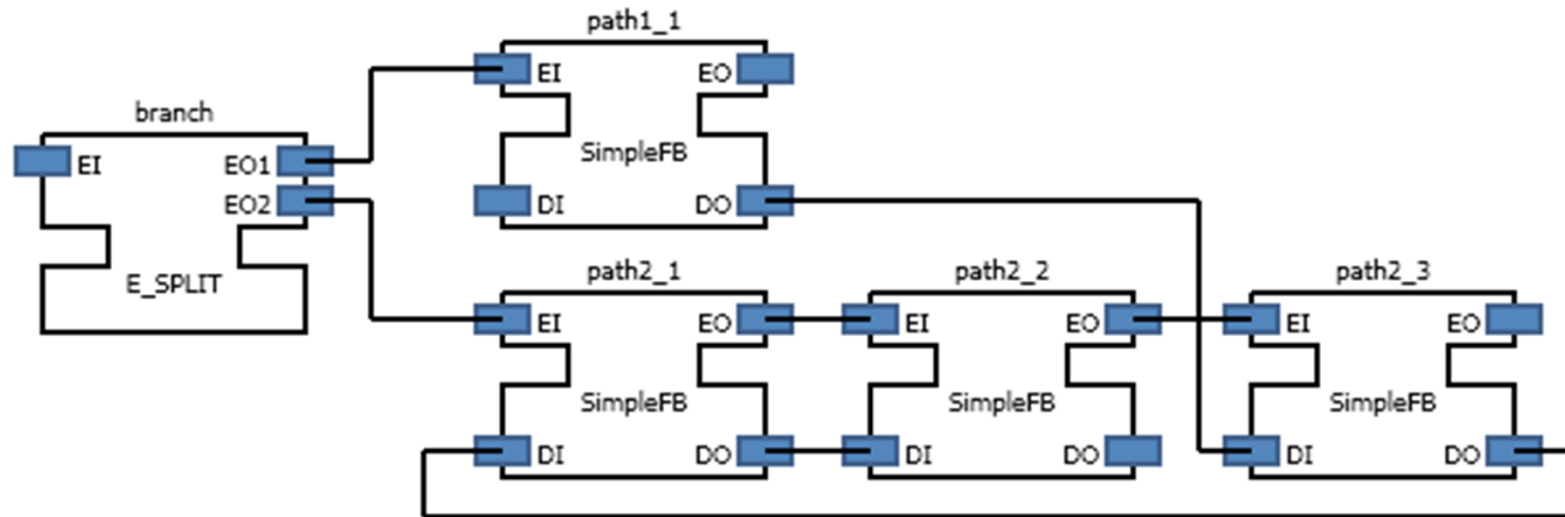 path1_1
EI EO
SimpleFB
DI DO
branch
EI EO1
EO2
E_SPLIT
path2_1
EI EO
SimpleFB
DI DO
path2_2
EI EO
SimpleFB
DI DO
path2_3
EI EO
SimpleFB
DI DO